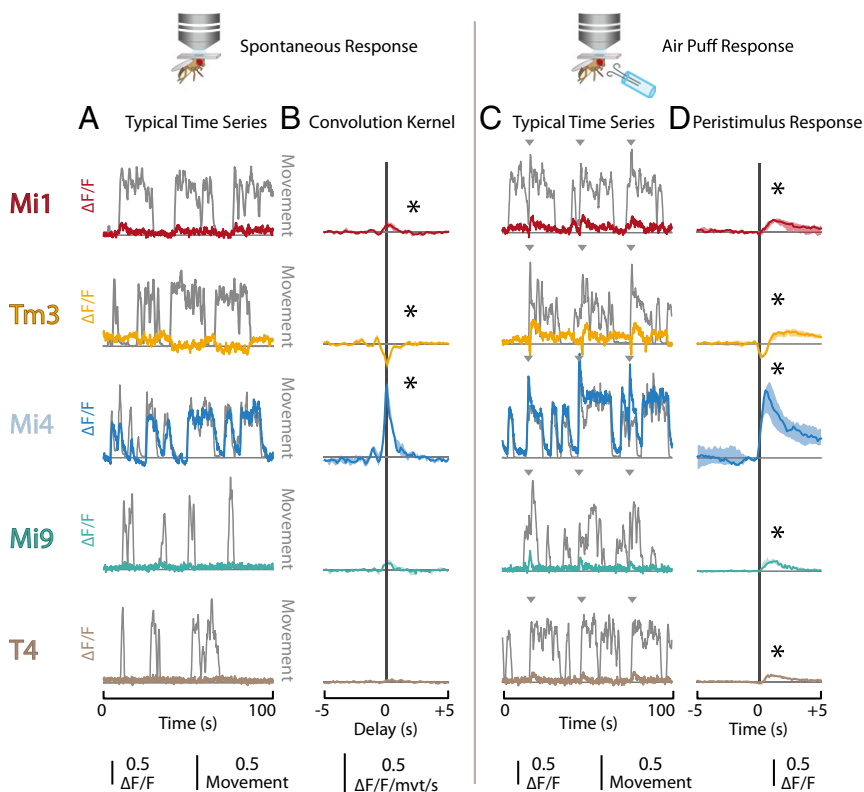 Spontaneous Response
Air Puff Response
A Typical Time Series
B Convolution Kernel
C Typical Time Series
D Peristimulus Response
Mi1
ΔF/F
Movement
*
*
Tm3
ΔF/F
Movement
*
*
Mi4
ΔF/F
Movement
*
*
Mi9
ΔF/F
Movement
*
T4
ΔF/F
Movement
*
0 100
Time (s)
-5 0 +5
Delay (s)
0 100
Time (s)
-5 0 +5
Time (s)
0.5
ΔF/F
0.5
Movement
0.5
ΔF/F/mvt/s
0.5
ΔF/F
0.5
Movement
0.5
ΔF/F